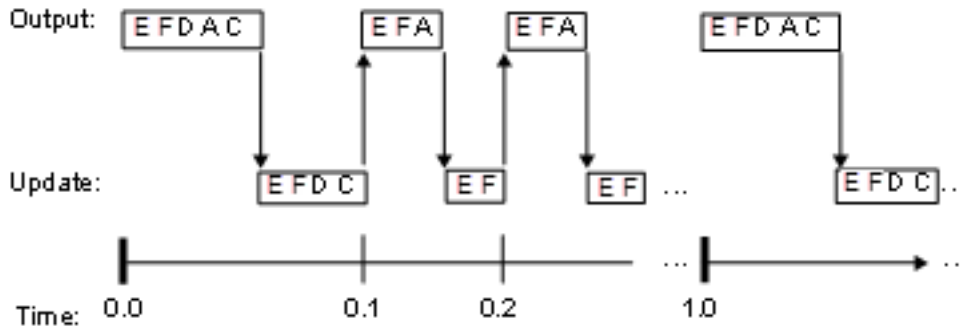 Output: E F D A C E F A E F A E F D A C
Update: E F D C E F E F ... E F D C ..
... ..
Time: 0.0 0.1 0.2 1.0